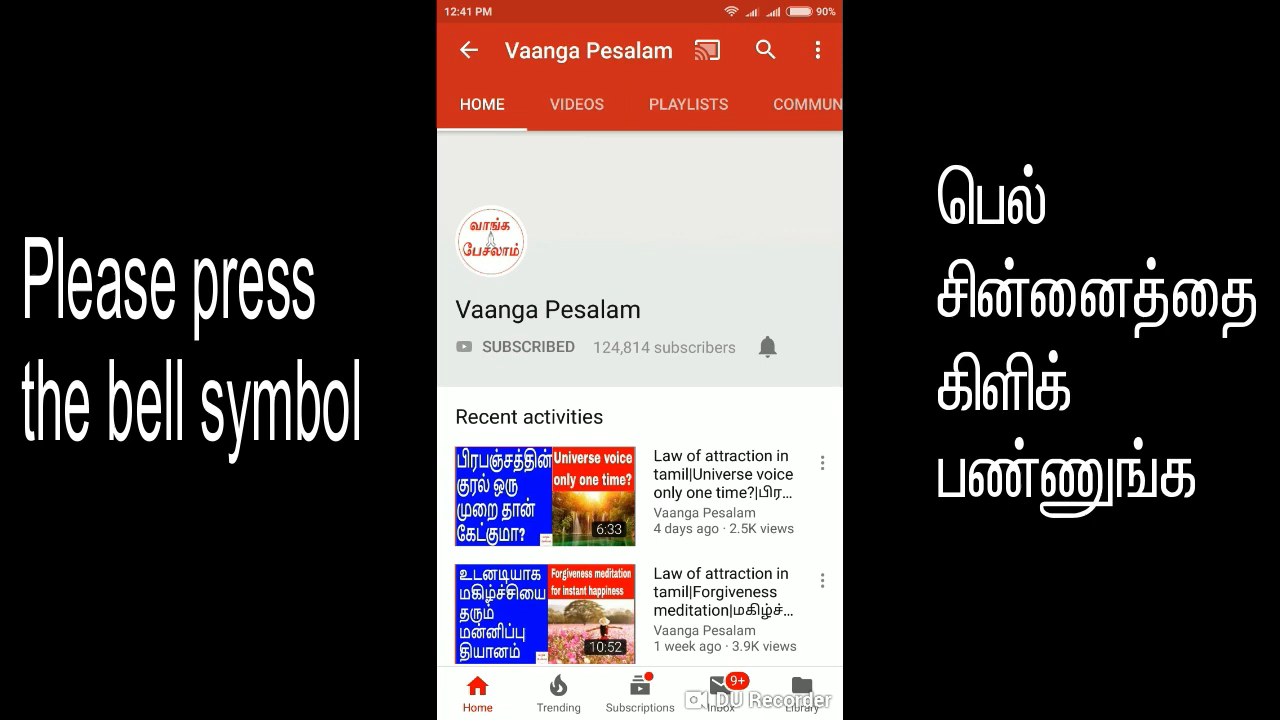 Please press
the bell symbol
12:41 PM
90%
Vaanga Pesalam
HOME VIDEOS PLAYLISTS COMMUN
வாங்க
பேசலாம்
Vaanga Pesalam
SUBSCRIBED 124,814 subscribers
Recent activities
பிரபஞ்சத்தின்
குரல் ஒரு
முறை தான்
கேட்குமா?
Universe voice
only one time?
6:33
Law of attraction in
tamil|Universe voice
only one time?|பிர...
Vaanga Pesalam
4 days ago · 2.5K views
உடனடியாக
மகிழ்ச்சியை
தரும்
மன்னிப்பு
தியானம்
Forgiveness meditation
for instant happiness
10:52
Law of attraction in
tamil|Forgiveness
meditation|மகிழ்ச்...
Vaanga Pesalam
1 week ago · 3.9K views
Home Trending Subscriptions Inbox Library
9+
DU Recorder
பெல்
சின்னைத்தை
கிளிக்
பண்ணுங்க